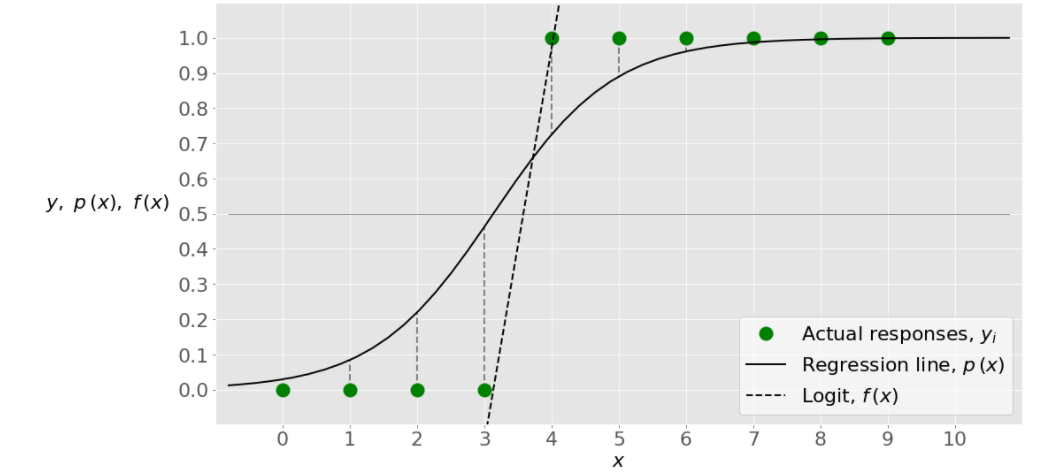 1.0
0.9
0.8
0.7
0.6
y, p (x), f(x) 0.5
0.4
0.3
0.2
0.1
0.0
Actual responses, yᵢ
Regression line, p (x)
Logit, f(x)
0 1 2 3 4 5 6 7 8 9 10
x